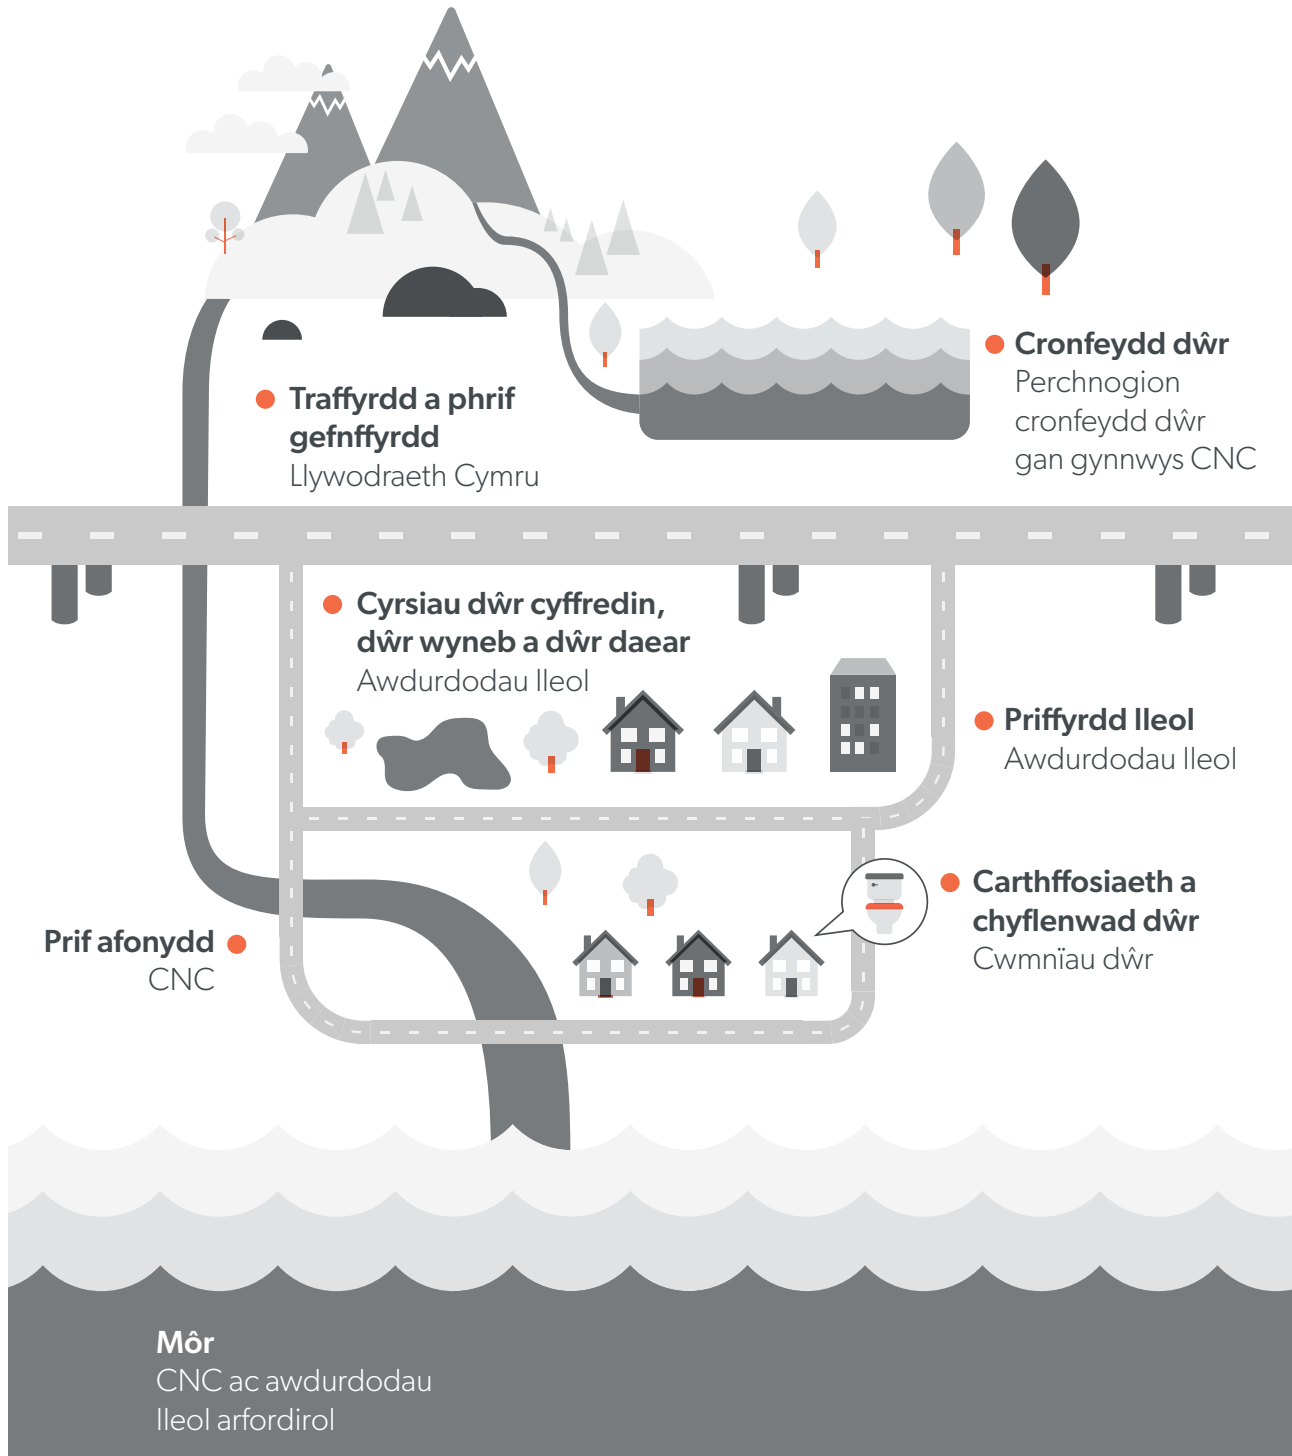 Cronfeydd dŵr
Perchnogion
cronfeydd dŵr
gan gynnwys CNC
Traffyrdd a phrif
gefnffyrdd
Llywodraeth Cymru
Cyrsiau dŵr cyffredin,
dŵr wyneb a dŵr daear
Awdurdodau lleol
Priffyrdd lleol
Awdurdodau lleol
Carthffosiaeth a
chyflenwad dŵr
Cwmnïau dŵr
Prif afonydd
CNC
Môr
CNC ac awdurdodau
lleol arfordirol